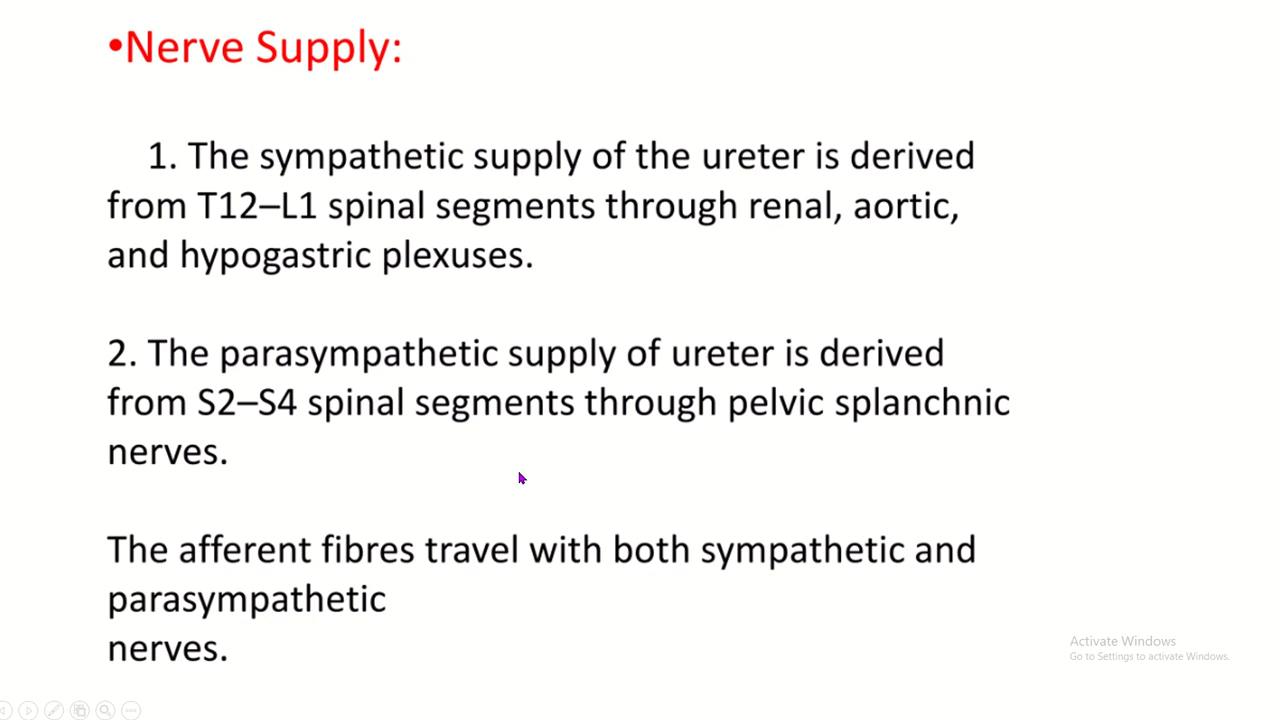 •Nerve Supply:
1. The sympathetic supply of the ureter is derived
from T12–L1 spinal segments through renal, aortic,
and hypogastric plexuses.
2. The parasympathetic supply of ureter is derived
from S2–S4 spinal segments through pelvic splanchnic
nerves.
The afferent fibres travel with both sympathetic and
parasympathetic
nerves.
Activate Windows
Go to Settings to activate Windows.